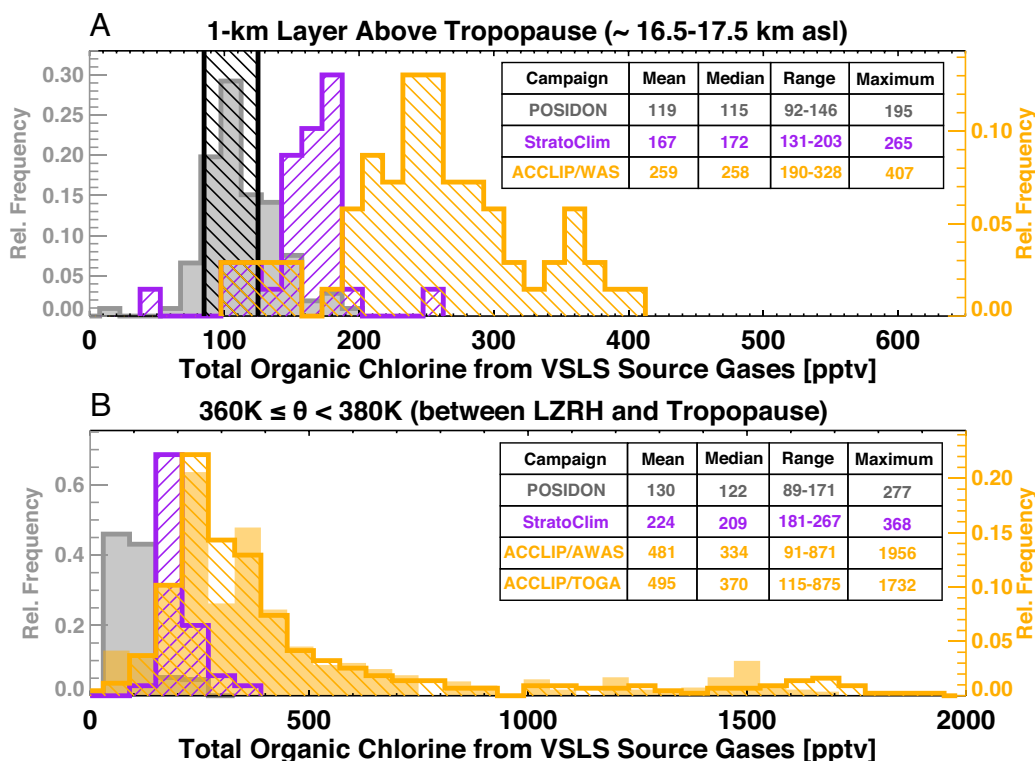 A
1-km Layer Above Tropopause (~ 16.5-17.5 km asl)
Rel. Frequency
0.30
0.25
0.20
0.15
0.10
0.05
0.00
Campaign Mean Median Range Maximum
POSIDON 119 115 92-146 195
StratoClim 167 172 131-203 265
ACCLIP/WAS 259 258 190-328 407
0.10
0.05
0.00
Rel. Frequency
0 100 200 300 400 500 600
Total Organic Chlorine from VSLS Source Gases [pptv]
B
360K ≤ θ < 380K (between LZRH and Tropopause)
Rel. Frequency
0.6
0.4
0.2
0.0
Campaign Mean Median Range Maximum
POSIDON 130 122 89-171 277
StratoClim 224 209 181-267 368
ACCLIP/AWAS 481 334 91-871 1956
ACCLIP/TOGA 495 370 115-875 1732
0.20
0.15
0.10
0.05
0.00
Rel. Frequency
0 500 1000 1500 2000
Total Organic Chlorine from VSLS Source Gases [pptv]